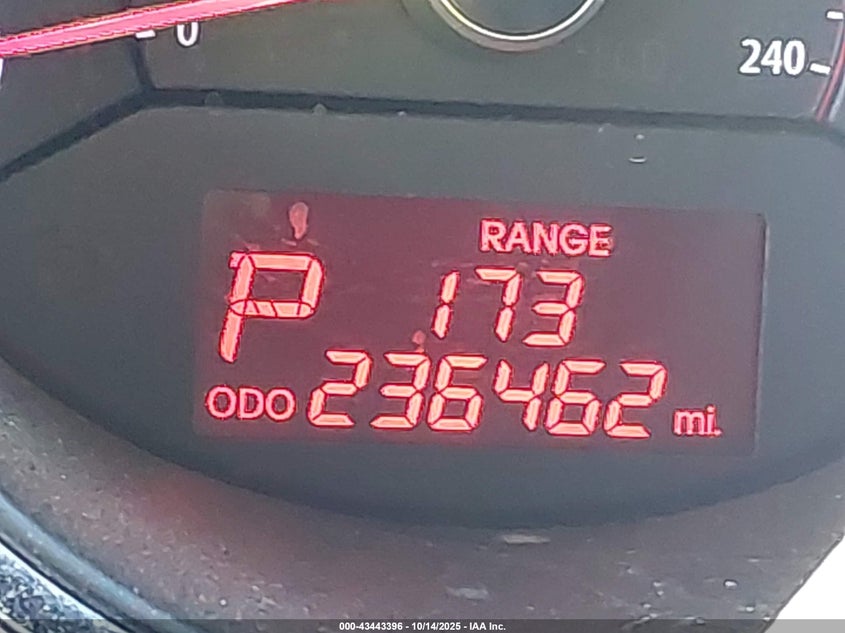 0
240
RANGE
P 173
ODO 236462 mi.
000-43443396 - 10/14/2025 - IAA Inc.